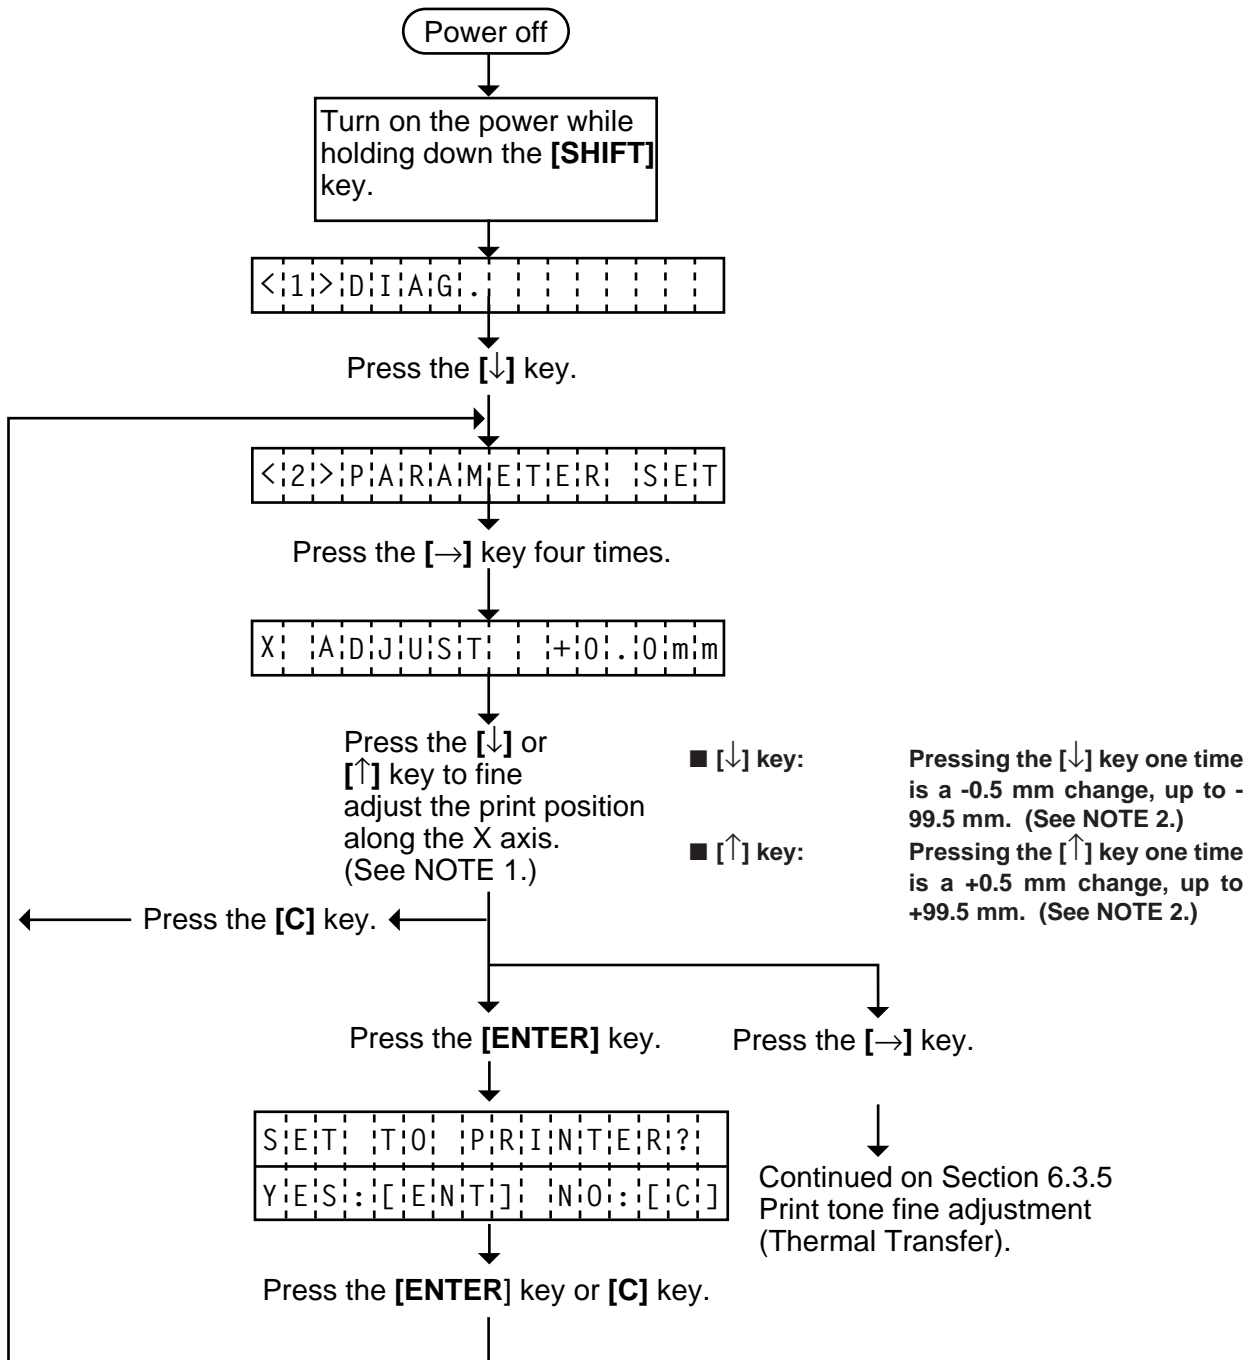 Power off
Turn on the power while
holding down the [SHIFT]
key.
<1>DIAG.
Press the [↓] key.
<2>PARAMETER SET
Press the [→] key four times.
X ADJUST  +0.0mm
Press the [↓] or
[↑] key to fine
adjust the print position
along the X axis.
(See NOTE 1.)
■ [↓] key: Pressing the [↓] key one time
is a -0.5 mm change, up to -
99.5 mm. (See NOTE 2.)
■ [↑] key: Pressing the [↑] key one time
is a +0.5 mm change, up to
+99.5 mm. (See NOTE 2.)
Press the [C] key.
Press the [ENTER] key.
Press the [→] key.
SET TO PRINTER?
YES:[ENT] NO:[C]
Continued on Section 6.3.5
Print tone fine adjustment
(Thermal Transfer).
Press the [ENTER] key or [C] key.